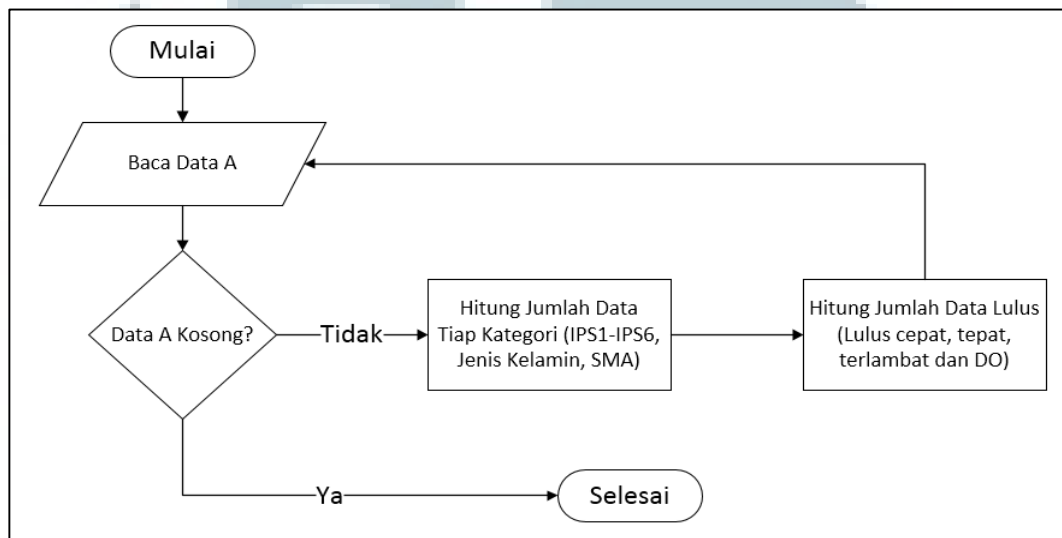 Mulai
Baca Data A
Data A Kosong?
Tidak
Hitung Jumlah Data
Tiap Kategori (IPS1-IPS6,
Jenis Kelamin, SMA)
Hitung Jumlah Data Lulus
(Lulus cepat, tepat,
terlambat dan DO)
Ya
Selesai